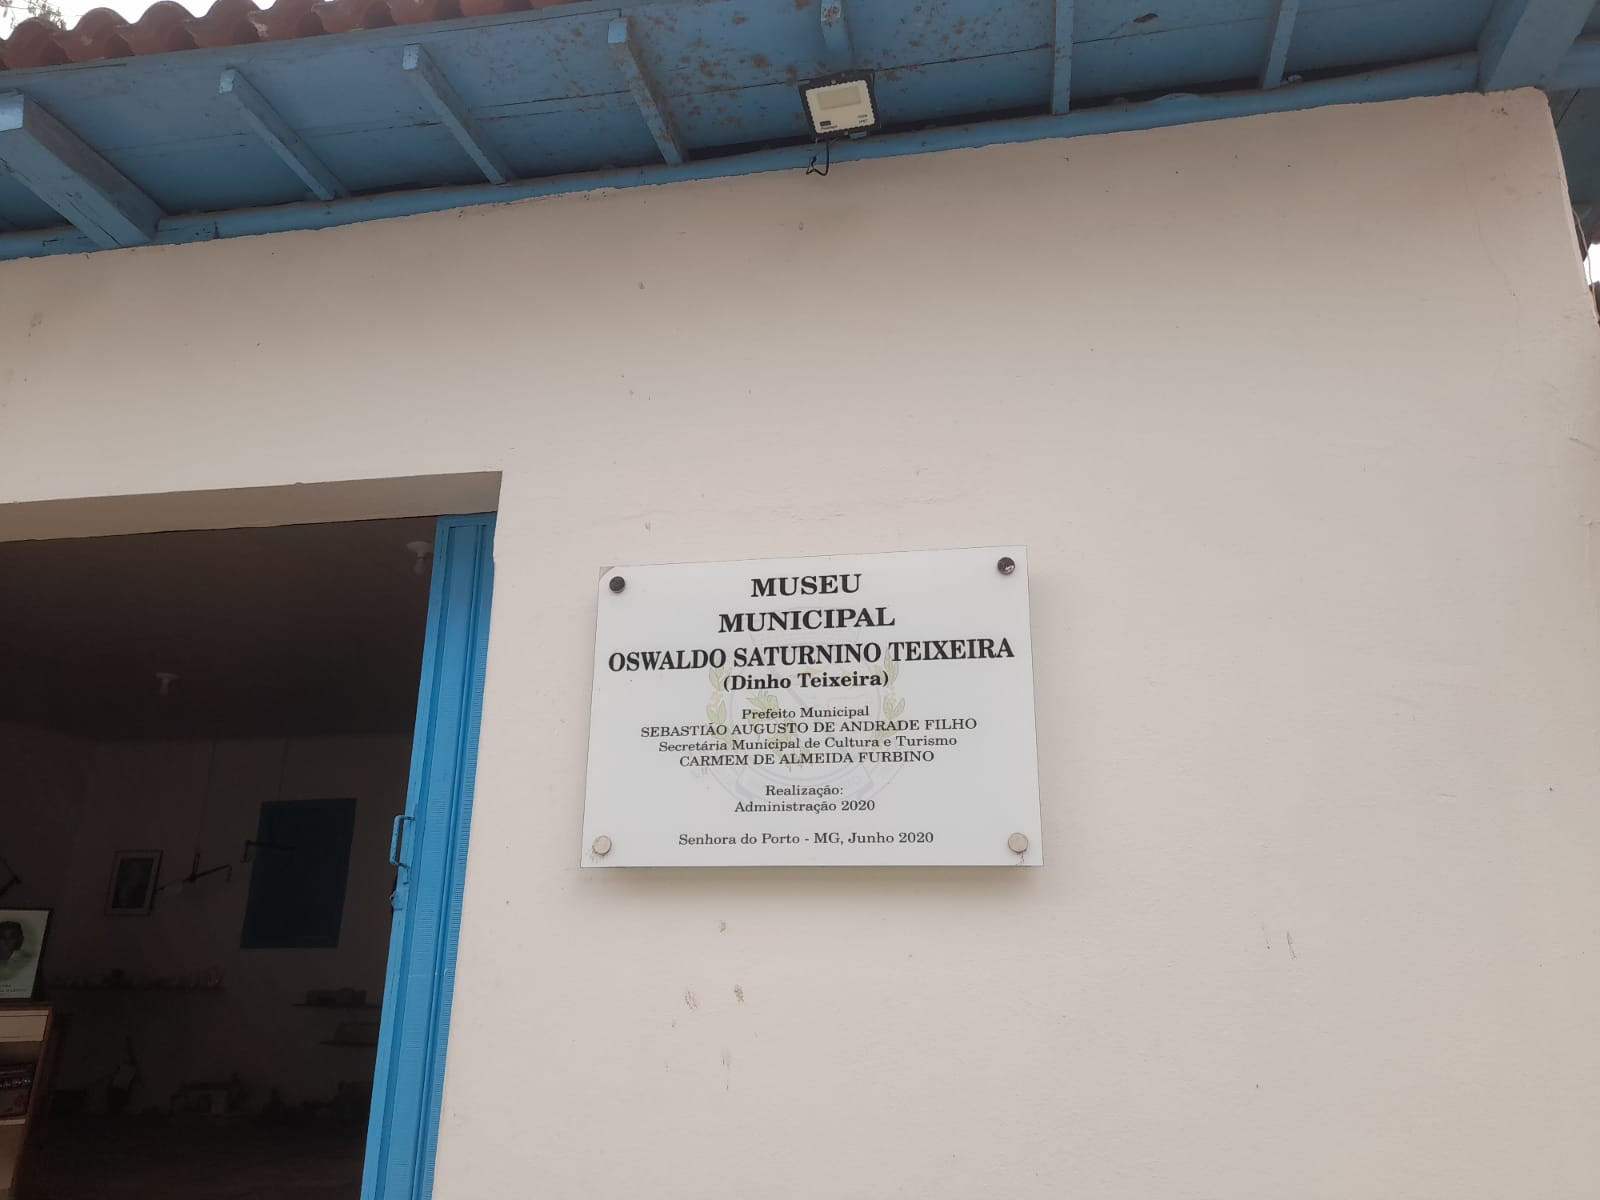 MUSEU
MUNICIPAL
OSWALDO SATURNINO TEIXEIRA
(Dinho Teixeira)
Prefeito Municipal
SEBASTIÃO AUGUSTO DE ANDRADE FILHO
Secretária Municipal de Cultura e Turismo
CARMEM DE ALMEIDA FURBINO
Realização:
Administração 2020
Senhora do Porto - MG, Junho 2020